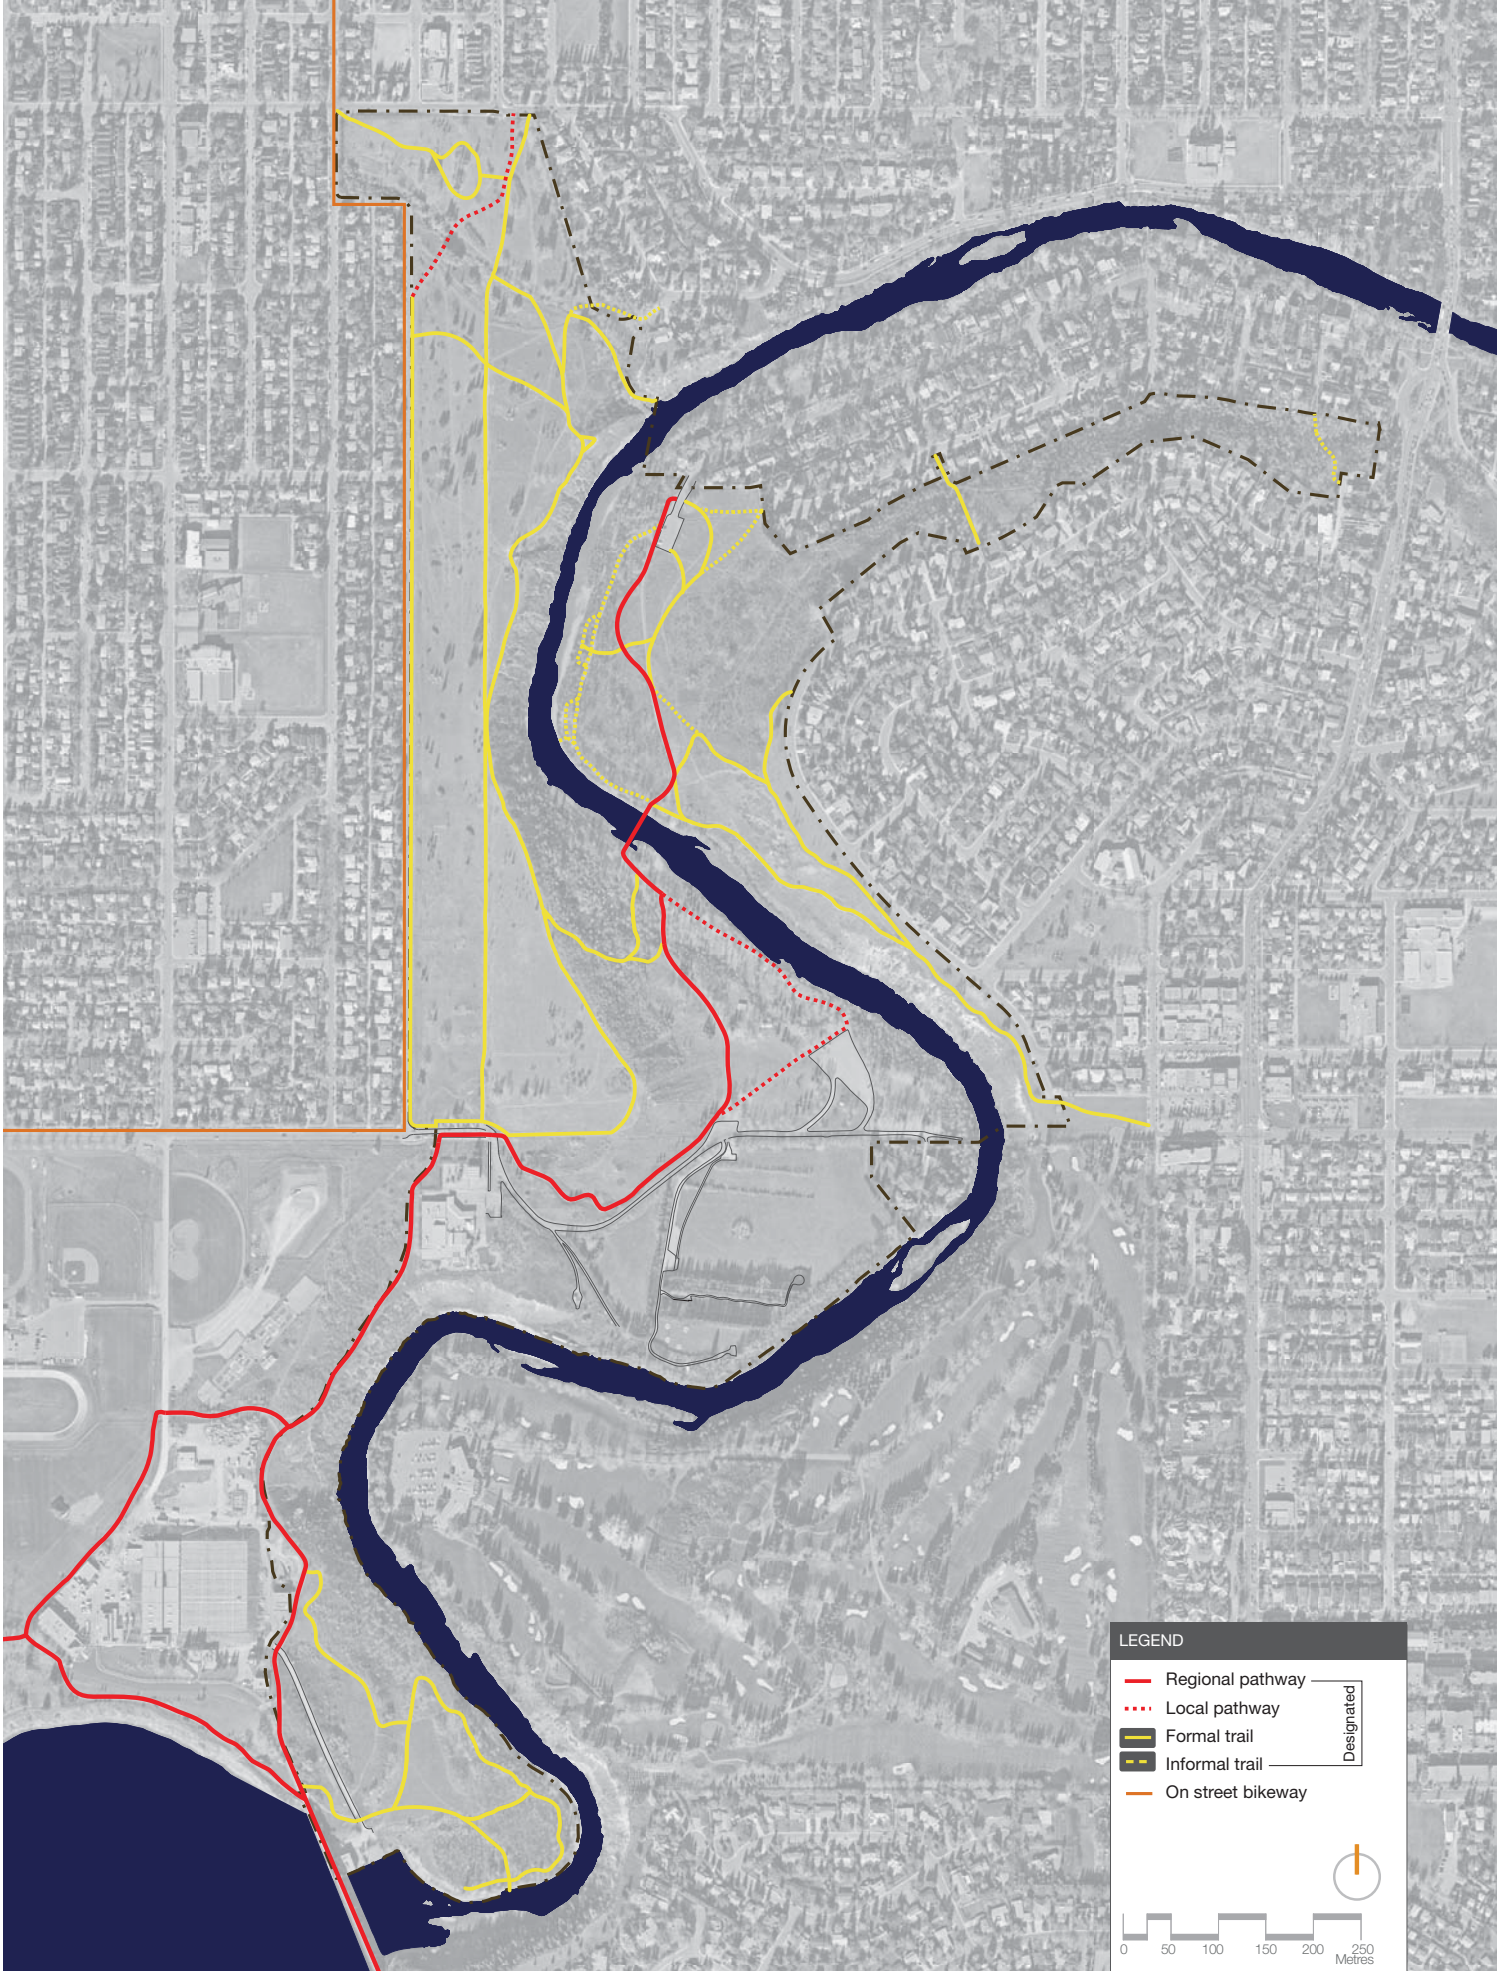 LEGEND
Regional pathway
Local pathway
Formal trail
Informal trail
Designated
On street bikeway
0 50 100 150 200 250
Metres